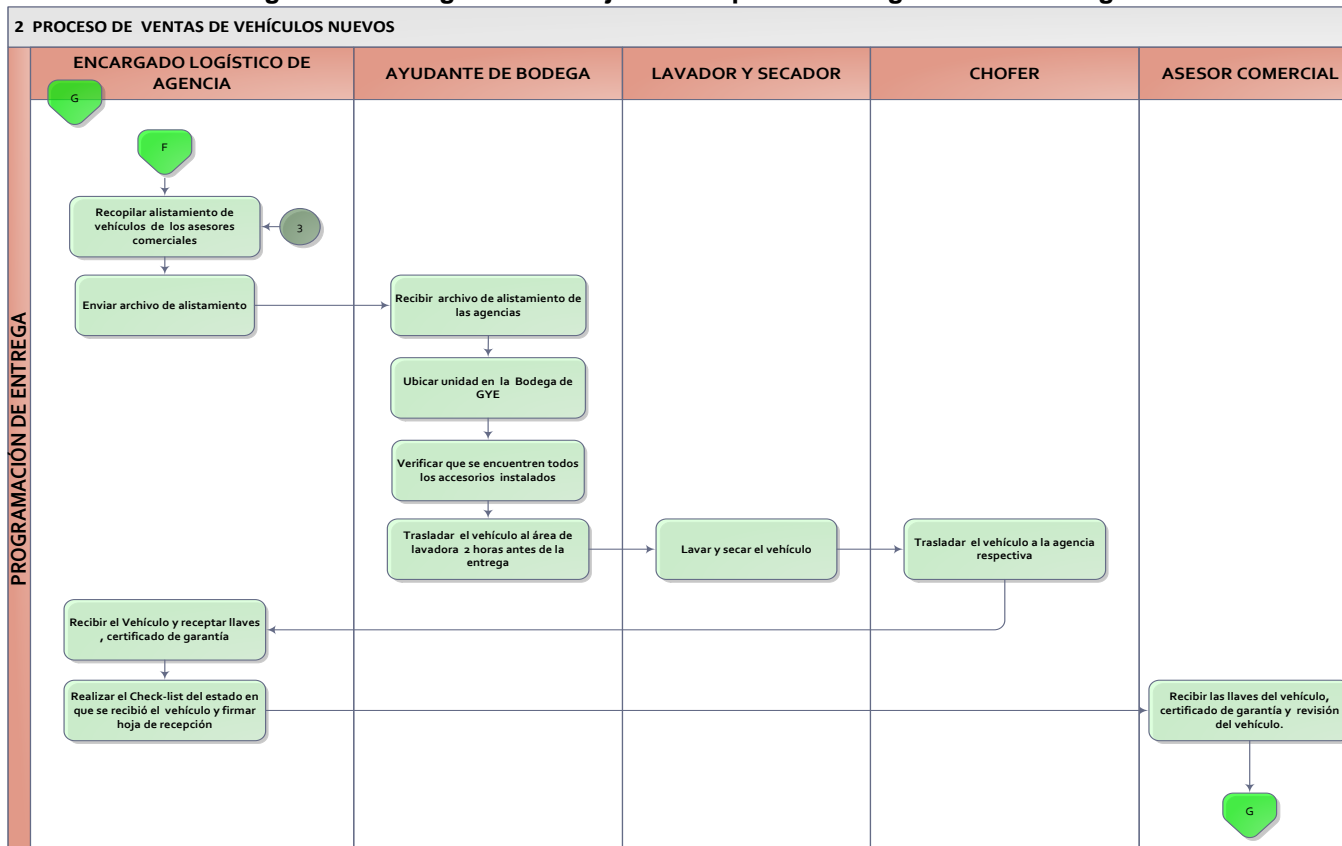 2 PROCESO DE VENTAS DE VEHÍCULOS NUEVOS
PROGRAMACIÓN DE ENTREGA
ENCARGADO LOGÍSTICO DE
AGENCIA
AYUDANTE DE BODEGA
LAVADOR Y SECADOR
CHOFER
ASESOR COMERCIAL
G
F
Recopilar alistamiento de
vehículos de los asesores
comerciales
3
Enviar archivo de alistamiento
Recibir archivo de alistamiento de
las agencias
Ubicar unidad en la Bodega de
GYE
Verificar que se encuentren todos
los accesorios instalados
Trasladar el vehículo al área de
lavadora 2 horas antes de la
entrega
Lavar y secar el vehículo
Trasladar el vehículo a la agencia
respectiva
Recibir el Vehículo y receptar llaves
, certificado de garantía
Realizar el Check-list del estado en
que se recibió el vehículo y firmar
hoja de recepción
Recibir las llaves del vehículo,
certificado de garantía y revisión
del vehículo.
G